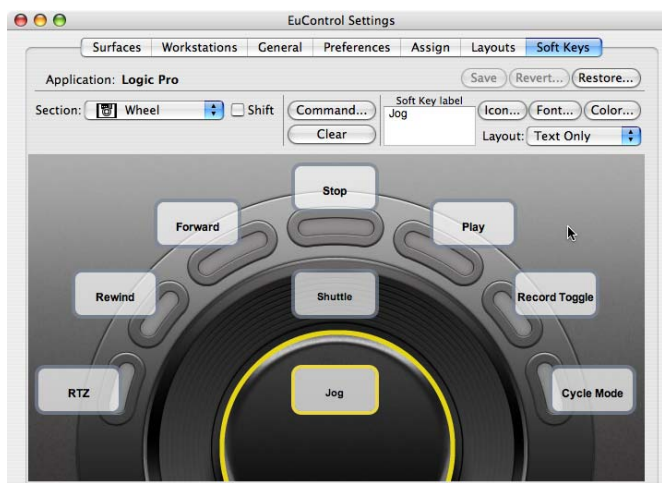 EuControl Settings
Surfaces Workstations General Preferences Assign Layouts Soft Keys
Application: Logic Pro
Save Revert... Restore...
Section: Wheel Shift Command... Soft Key label Icon... Font... Color...
Jog
Clear Layout: Text Only
Stop
Forward Play
Rewind Shuttle Record Toggle
RTZ Jog Cycle Mode